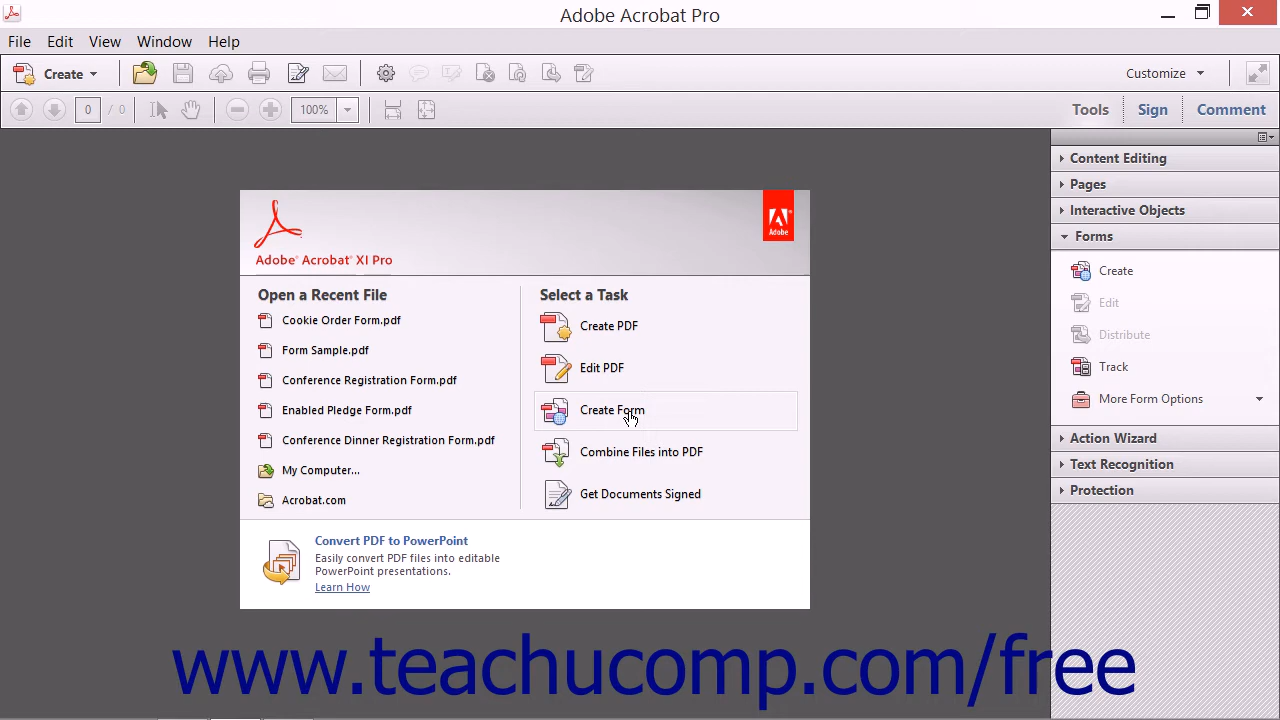 Adobe Acrobat Pro
File Edit View Window Help
Create
Customize
0 / 0
100%
Tools Sign Comment
Adobe® Acrobat® XI Pro
Adobe
Open a Recent File
Cookie Order Form.pdf
Form Sample.pdf
Conference Registration Form.pdf
Enabled Pledge Form.pdf
Conference Dinner Registration Form.pdf
My Computer...
Acrobat.com
Select a Task
Create PDF
Edit PDF
Create Form
Combine Files into PDF
Get Documents Signed
Convert PDF to PowerPoint
Easily convert PDF files into editable
PowerPoint presentations.
Learn How
Content Editing
Pages
Interactive Objects
Forms
Create
Edit
Distribute
Track
More Form Options
Action Wizard
Text Recognition
Protection
www.teachucomp.com/free